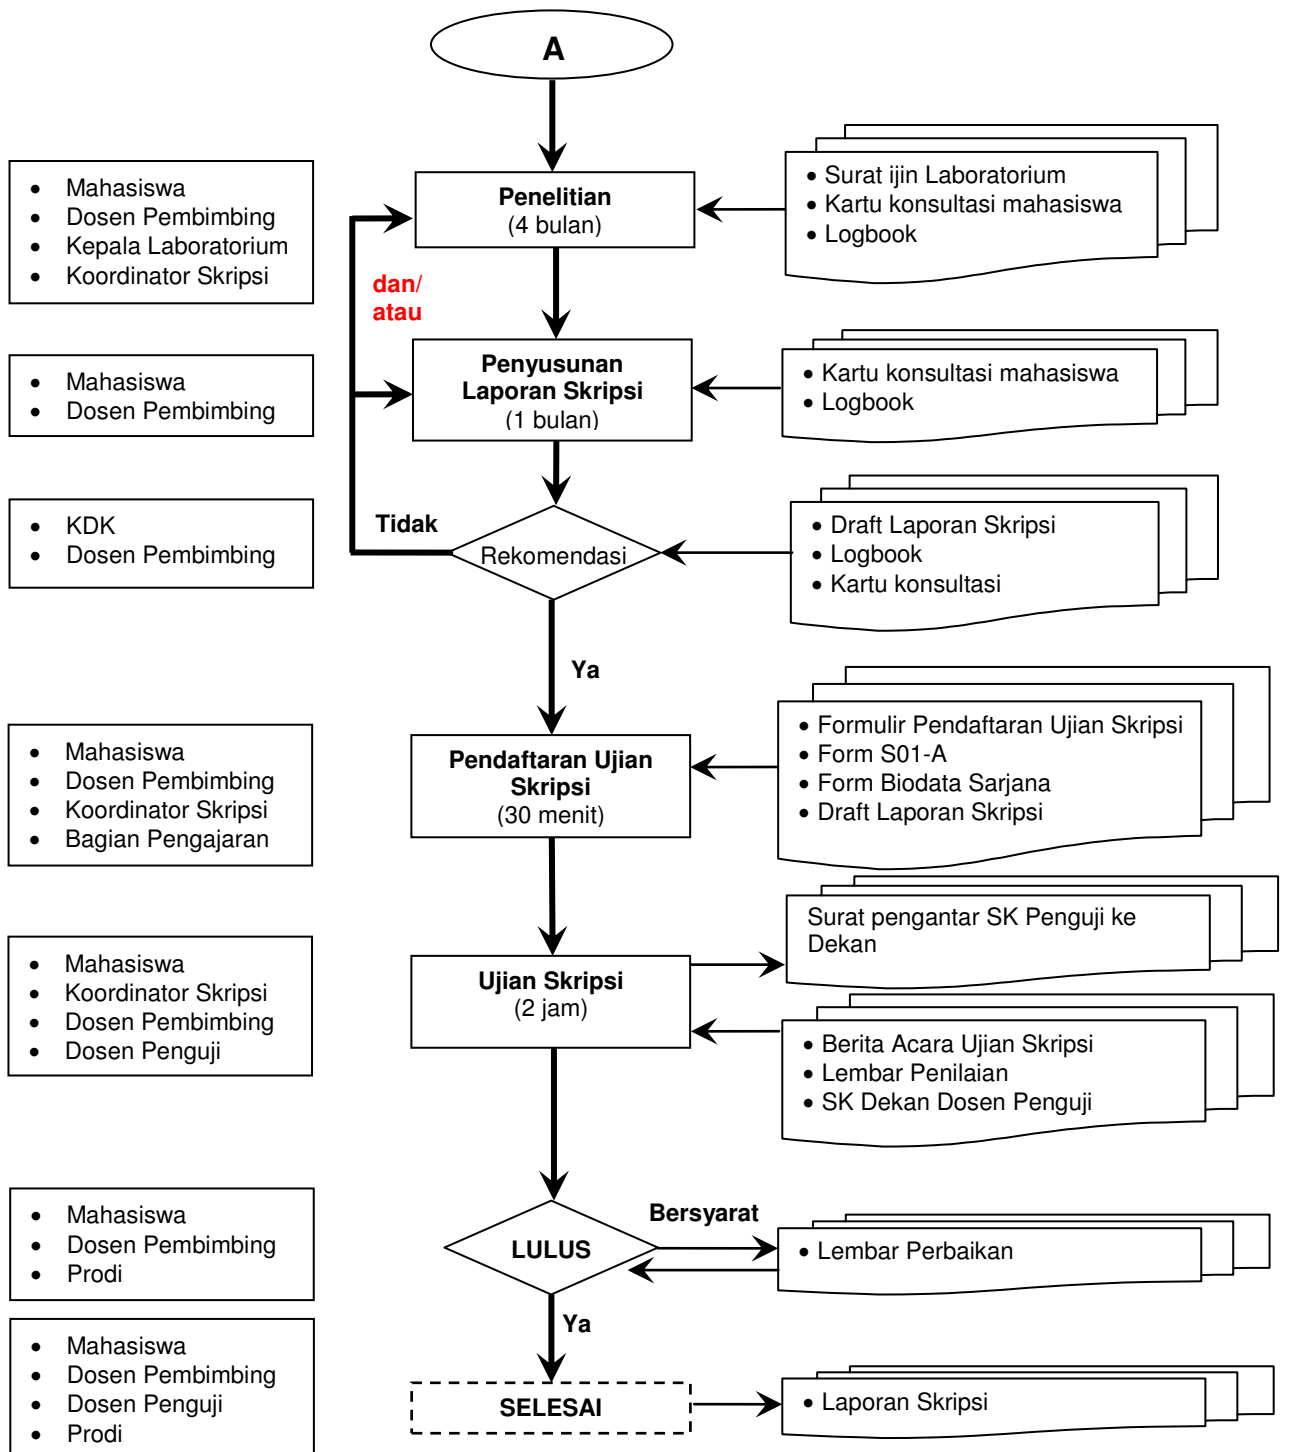 A
• Mahasiswa
• Dosen Pembimbing
• Kepala Laboratorium
• Koordinator Skripsi
Penelitian
(4 bulan)
• Surat ijin Laboratorium
• Kartu konsultasi mahasiswa
• Logbook
dan/
atau
• Mahasiswa
• Dosen Pembimbing
Penyusunan
Laporan Skripsi
(1 bulan)
• Kartu konsultasi mahasiswa
• Logbook
• KDK
• Dosen Pembimbing
Tidak
Rekomendasi
• Draft Laporan Skripsi
• Logbook
• Kartu konsultasi
Ya
• Mahasiswa
• Dosen Pembimbing
• Koordinator Skripsi
• Bagian Pengajaran
Pendaftaran Ujian
Skripsi
(30 menit)
• Formulir Pendaftaran Ujian Skripsi
• Form S01-A
• Form Biodata Sarjana
• Draft Laporan Skripsi
Surat pengantar SK Penguji ke
Dekan
• Mahasiswa
• Koordinator Skripsi
• Dosen Pembimbing
• Dosen Penguji
Ujian Skripsi
(2 jam)
• Berita Acara Ujian Skripsi
• Lembar Penilaian
• SK Dekan Dosen Penguji
• Mahasiswa
• Dosen Pembimbing
• Prodi
LULUS
Bersyarat
• Lembar Perbaikan
Ya
• Mahasiswa
• Dosen Pembimbing
• Dosen Penguji
• Prodi
SELESAI
• Laporan Skripsi